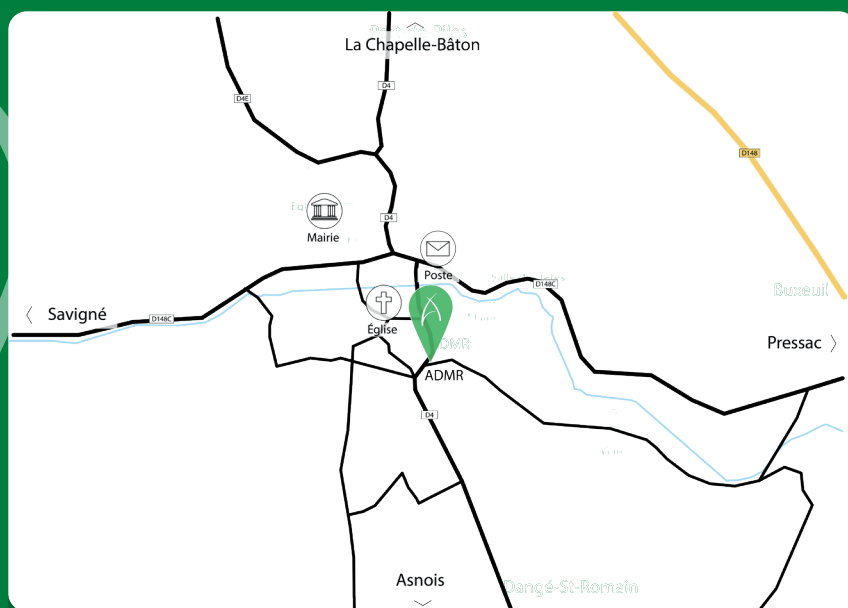 La Chapelle-Bâton
D4
D4E
D148
D4
Mairie
Poste
Savigné
D148C
Église
D148C
Buxeuil
Pressac
ADMR
D4
Asnois
Dangé-St-Romain